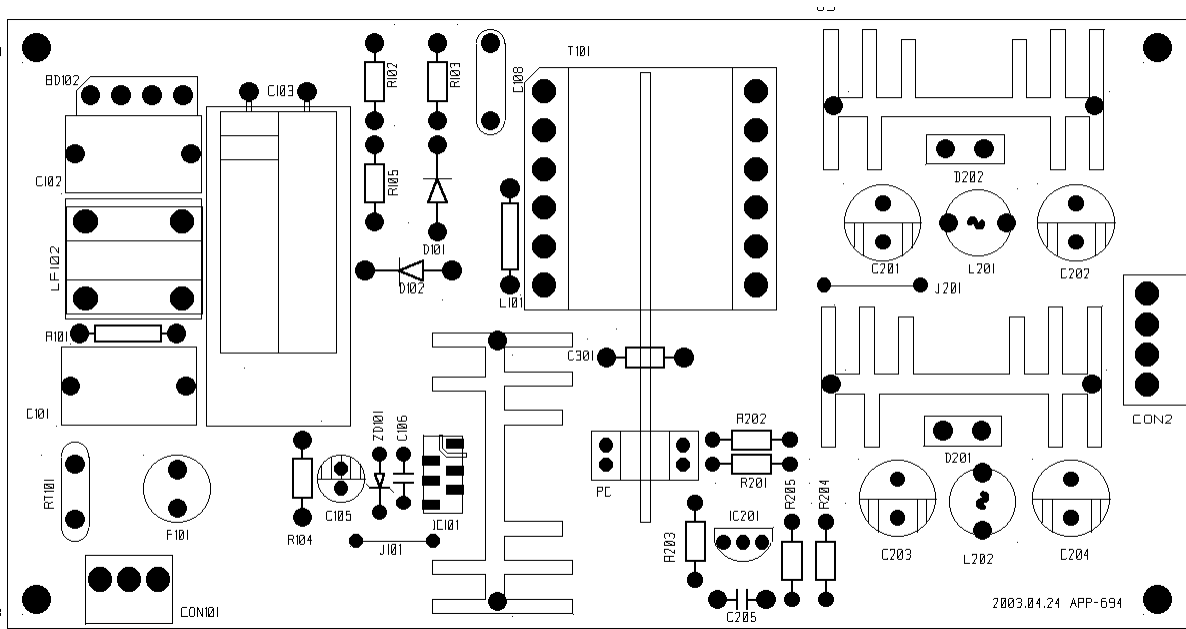 T101
BD102
C103
R102
R103
C108
C102
R105
D202
LF102
D101
D102
L101
C201
L201
C202
J201
R101
C301
C101
CON2
R202
ZD101
C106
D201
RT101
PC
R201
R205
R204
F101
C105
IC101
IC201
R104
J101
R203
C203
L202
C204
CON101
C205
2003.04.24 APP-694